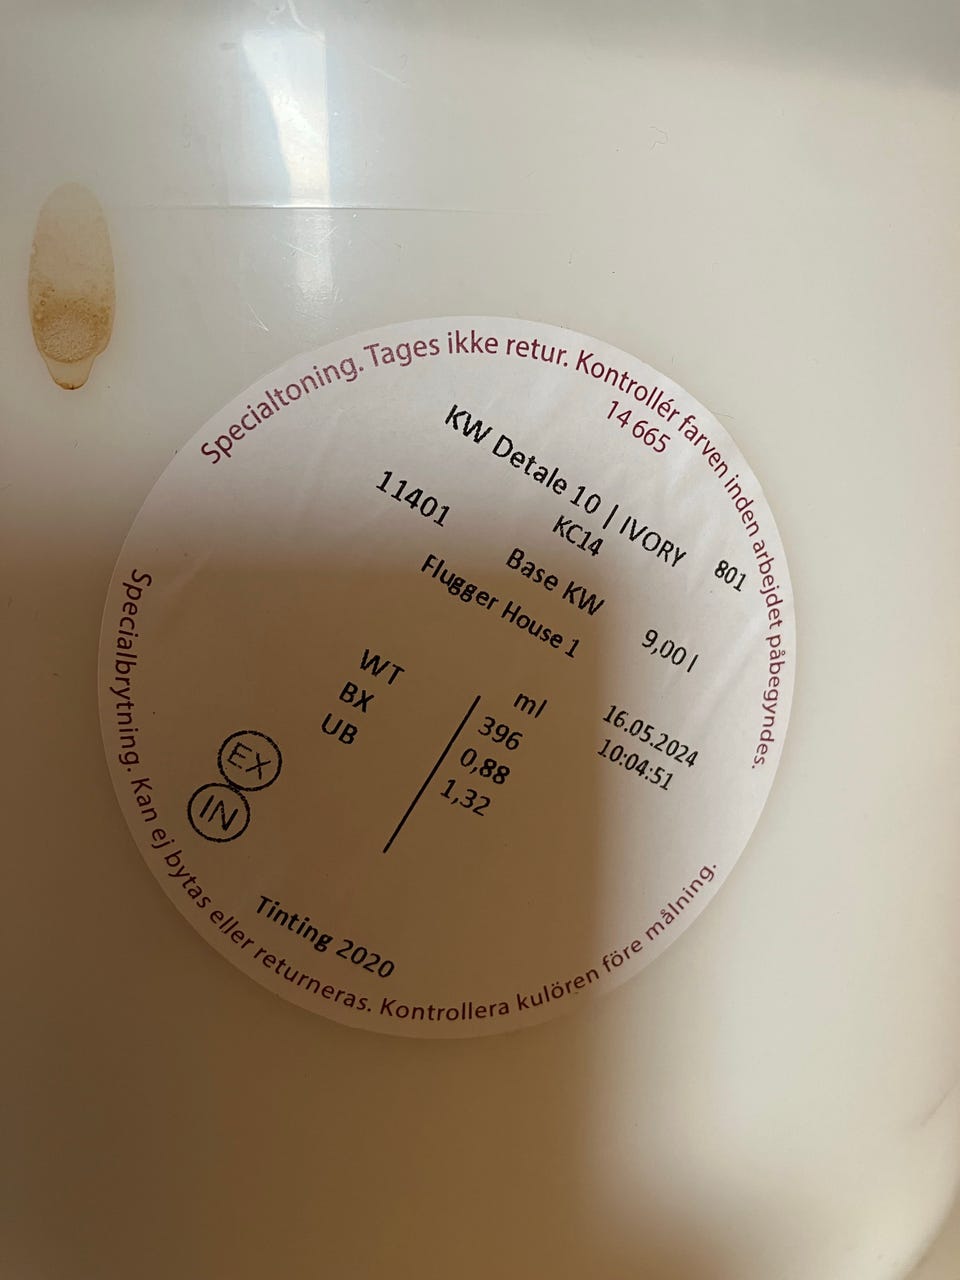 Specialtoning. Tages ikke retur. Kontrollér farven inden arbejdet påbegyndes.
14 665
KW Detale 10 | IVORY 801
11401 KC14
Base KW 9,00 l
Flugger House 1
ml 16.05.2024
WT 396 10:04:51
BX 0,88
UB 1,32
EX
IN
Tinting 2020
Specialbrytning. Kan ej bytas eller returneras. Kontrollera kulören före målning.